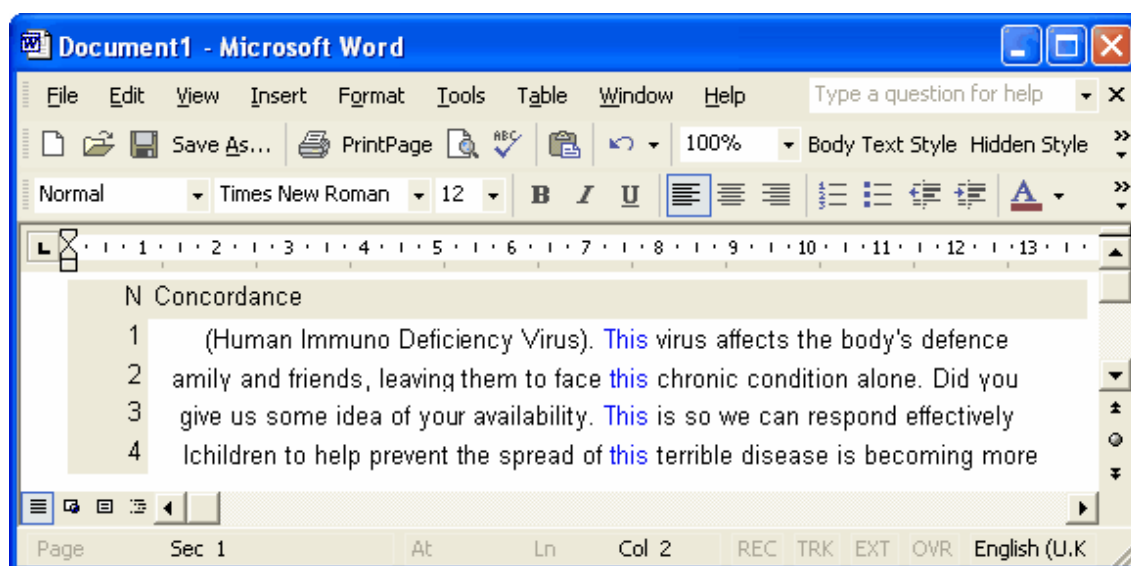 Document1 - Microsoft Word
File Edit View Insert Format Tools Table Window Help Type a question for help
Save As... PrintPage ABC 100% Body Text Style Hidden Style
Normal Times New Roman 12 B I U A
L 1 2 3 4 5 6 7 8 9 10 11 12 13
N Concordance
1 (Human Immuno Deficiency Virus). This virus affects the body's defence
2 amily and friends, leaving them to face this chronic condition alone. Did you
3 give us some idea of your availability. This is so we can respond effectively
4 lchildren to help prevent the spread of this terrible disease is becoming more
Page Sec 1 At Ln Col 2 REC TRK EXT OVR English (U.K